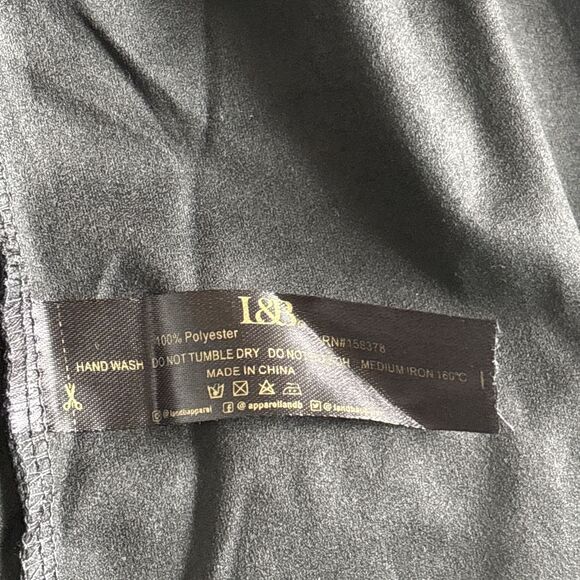 L&B
100% Polyester RN#158378
HAND WASH DO NOT TUMBLE DRY DO NOT MEDIUM IRON 160℃
MADE IN CHINA
@ landbapparel @ apparellandb